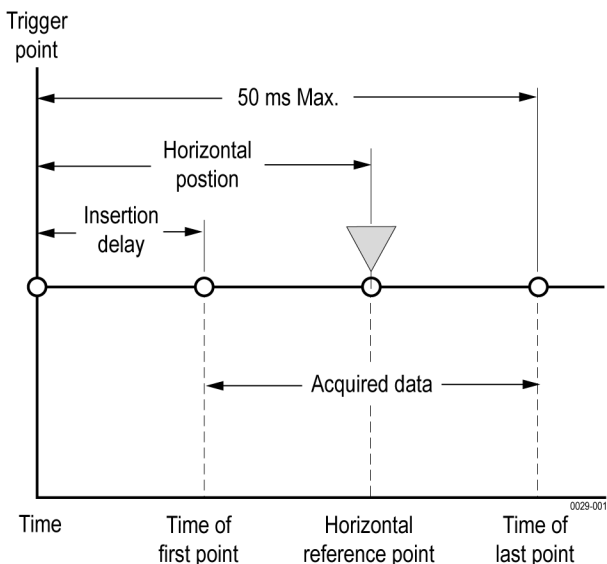 Trigger
point
50 ms Max.
Horizontal
postion
Insertion
delay
Acquired data
0029-001
Time
Time of
first point
Horizontal
reference point
Time of
last point